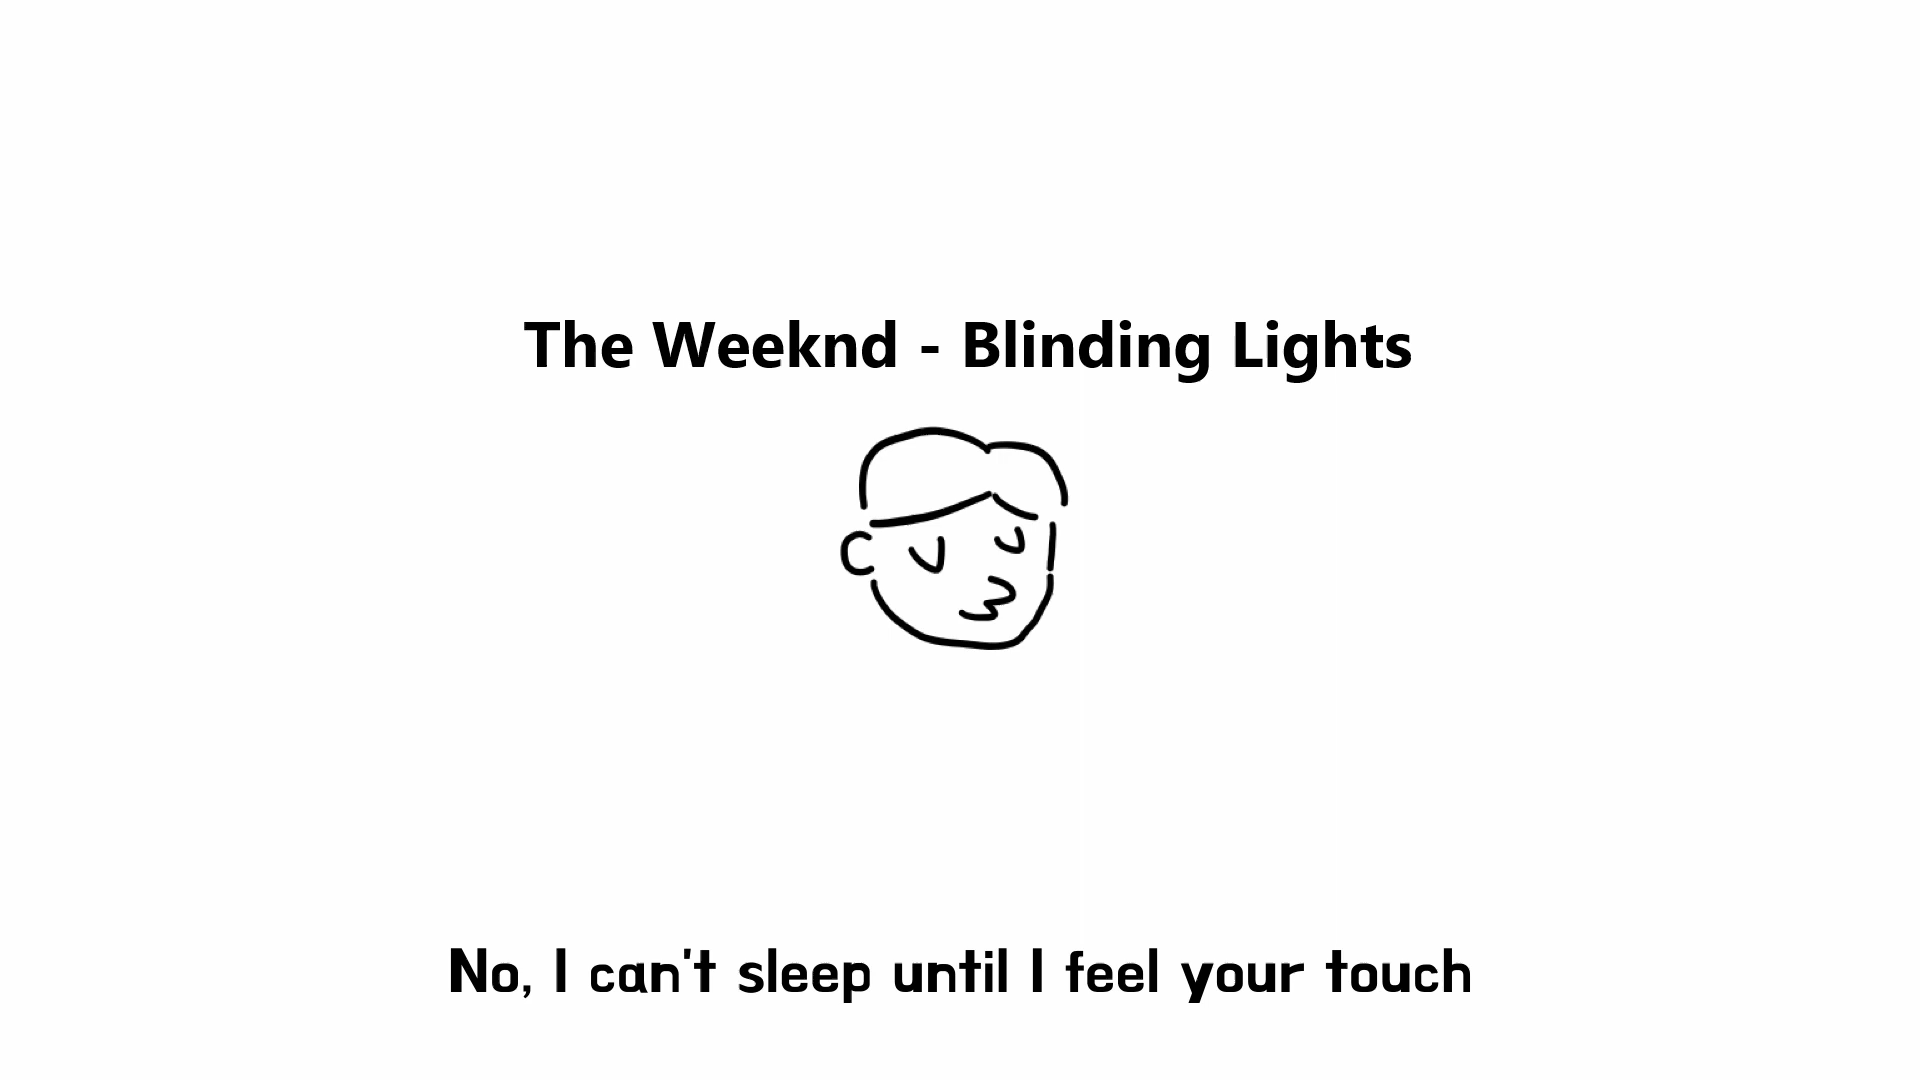 The Weeknd - Blinding Lights
No, I can't sleep until I feel your touch